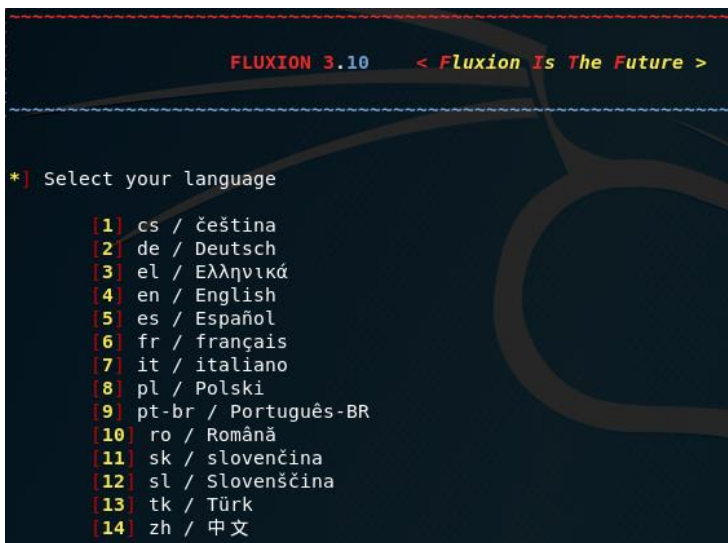 FLUXION 3.10 < Fluxion Is The Future >
*] Select your language
[1] cs / čeština
[2] de / Deutsch
[3] el / Ελληνικά
[4] en / English
[5] es / Español
[6] fr / français
[7] it / italiano
[8] pl / Polski
[9] pt-br / Português-BR
[10] ro / Română
[11] sk / slovenčina
[12] sl / Slovenščina
[13] tk / Türk
[14] zh / 中文